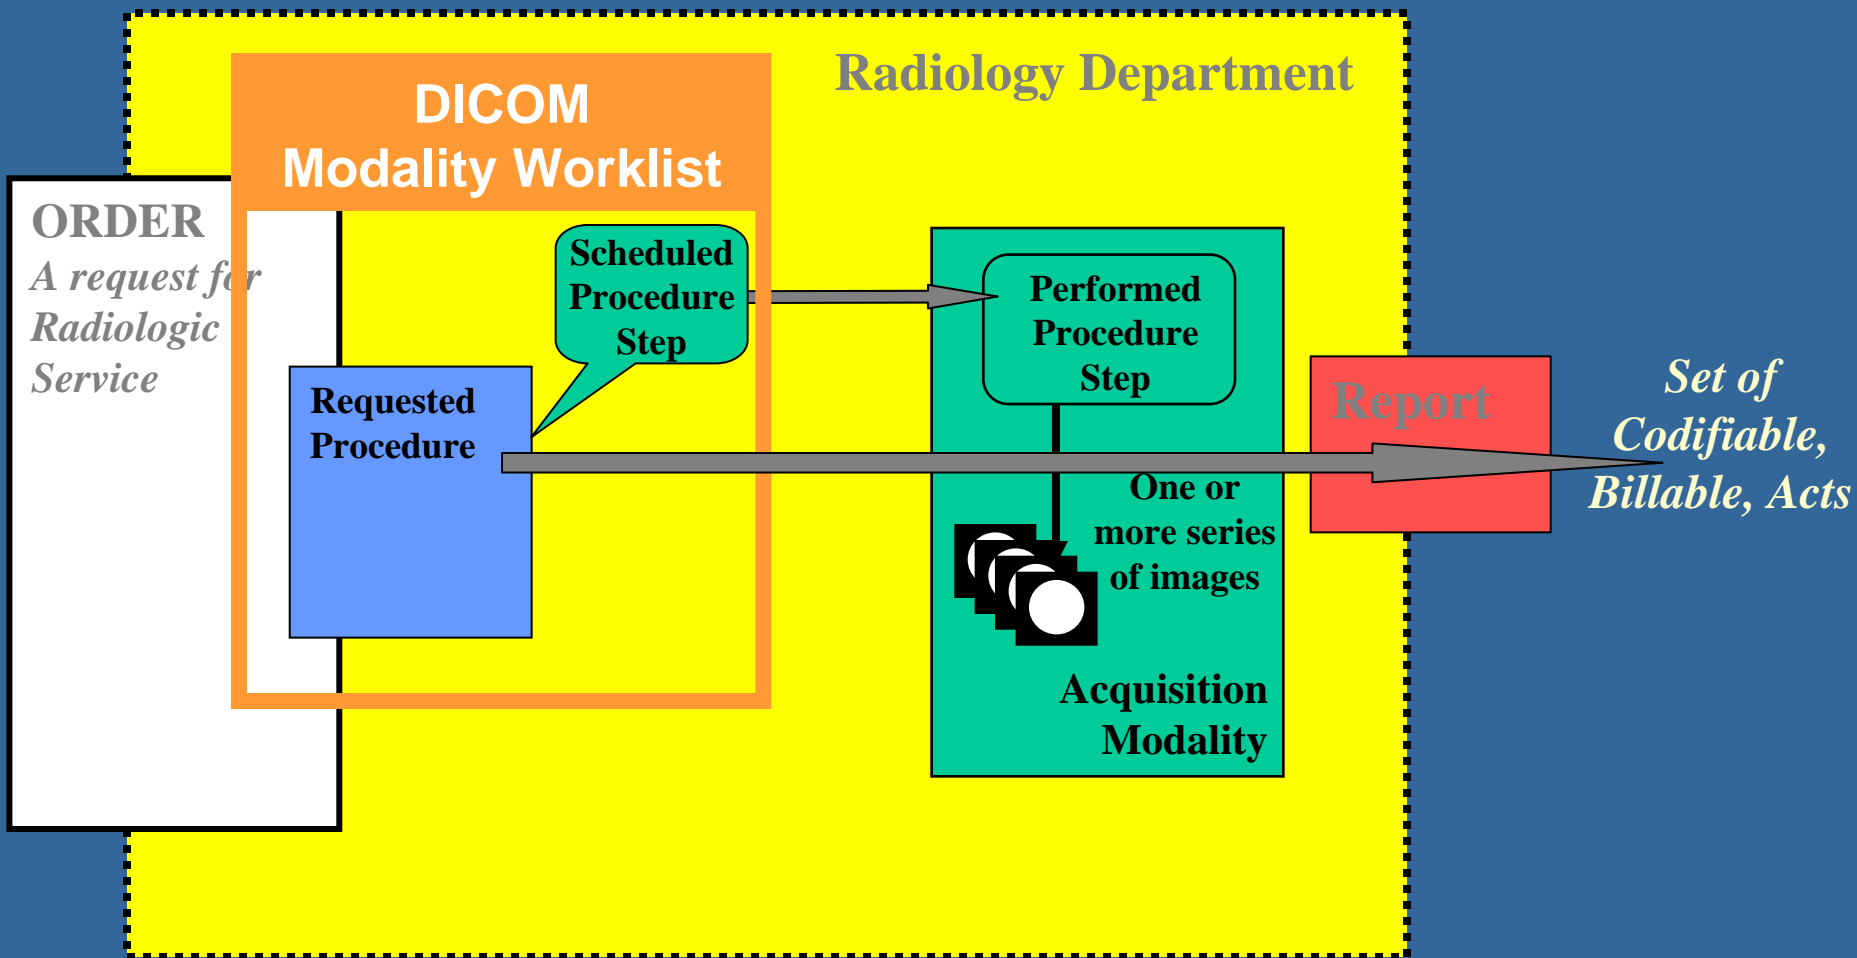 Radiology Department
DICOM
Modality Worklist
ORDER
A request for
Radiologic
Service
Scheduled
Procedure
Step
Requested
Procedure
Performed
Procedure
Step
One or
more series
of images
Acquisition
Modality
Report
Set of
Codifiable,
Billable, Acts